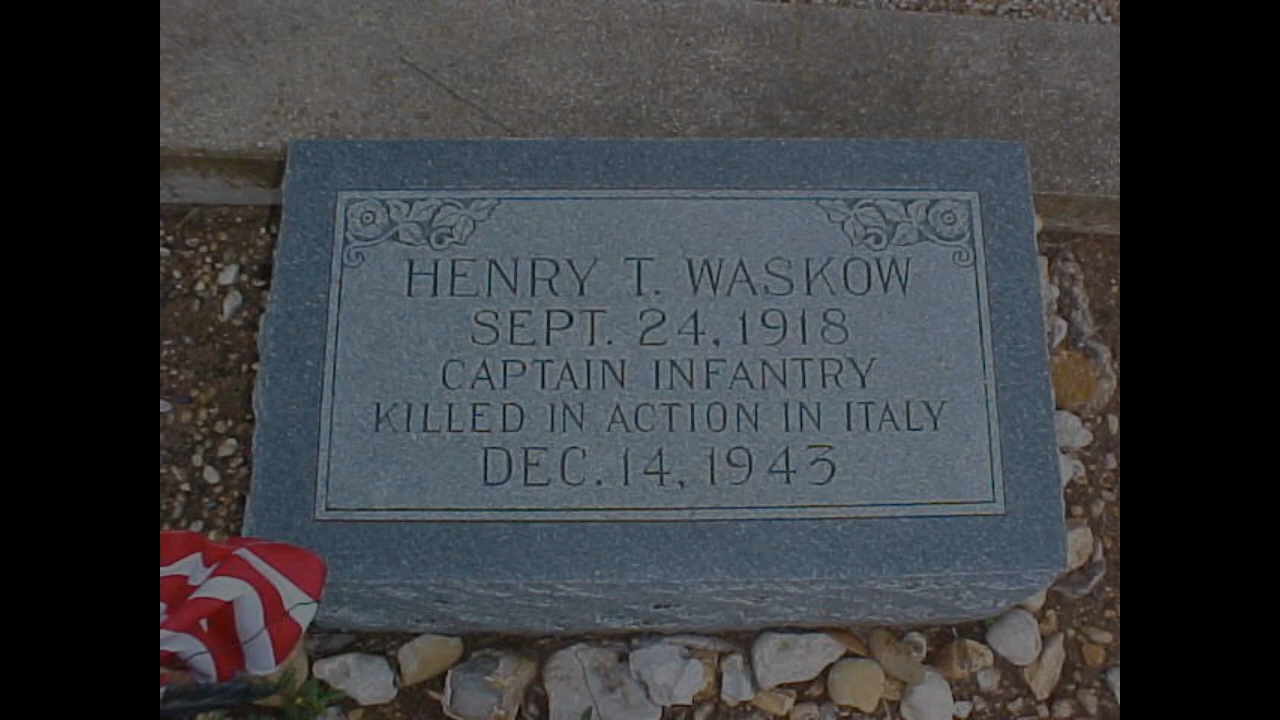 HENRY T. WASKOW
SEPT. 24, 1918
CAPTAIN INFANTRY
KILLED IN ACTION IN ITALY
DEC. 14, 1943